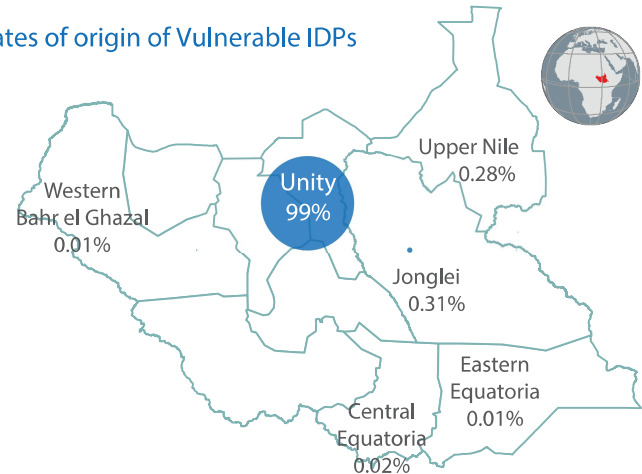 ates of origin of Vulnerable IDPs
Upper Nile
0.28%
Unity
99%
Western
Bahr el Ghazal
0.01%
Jonglei
0.31%
Eastern
Equatoria
0.01%
Central
Equatoria
0.02%